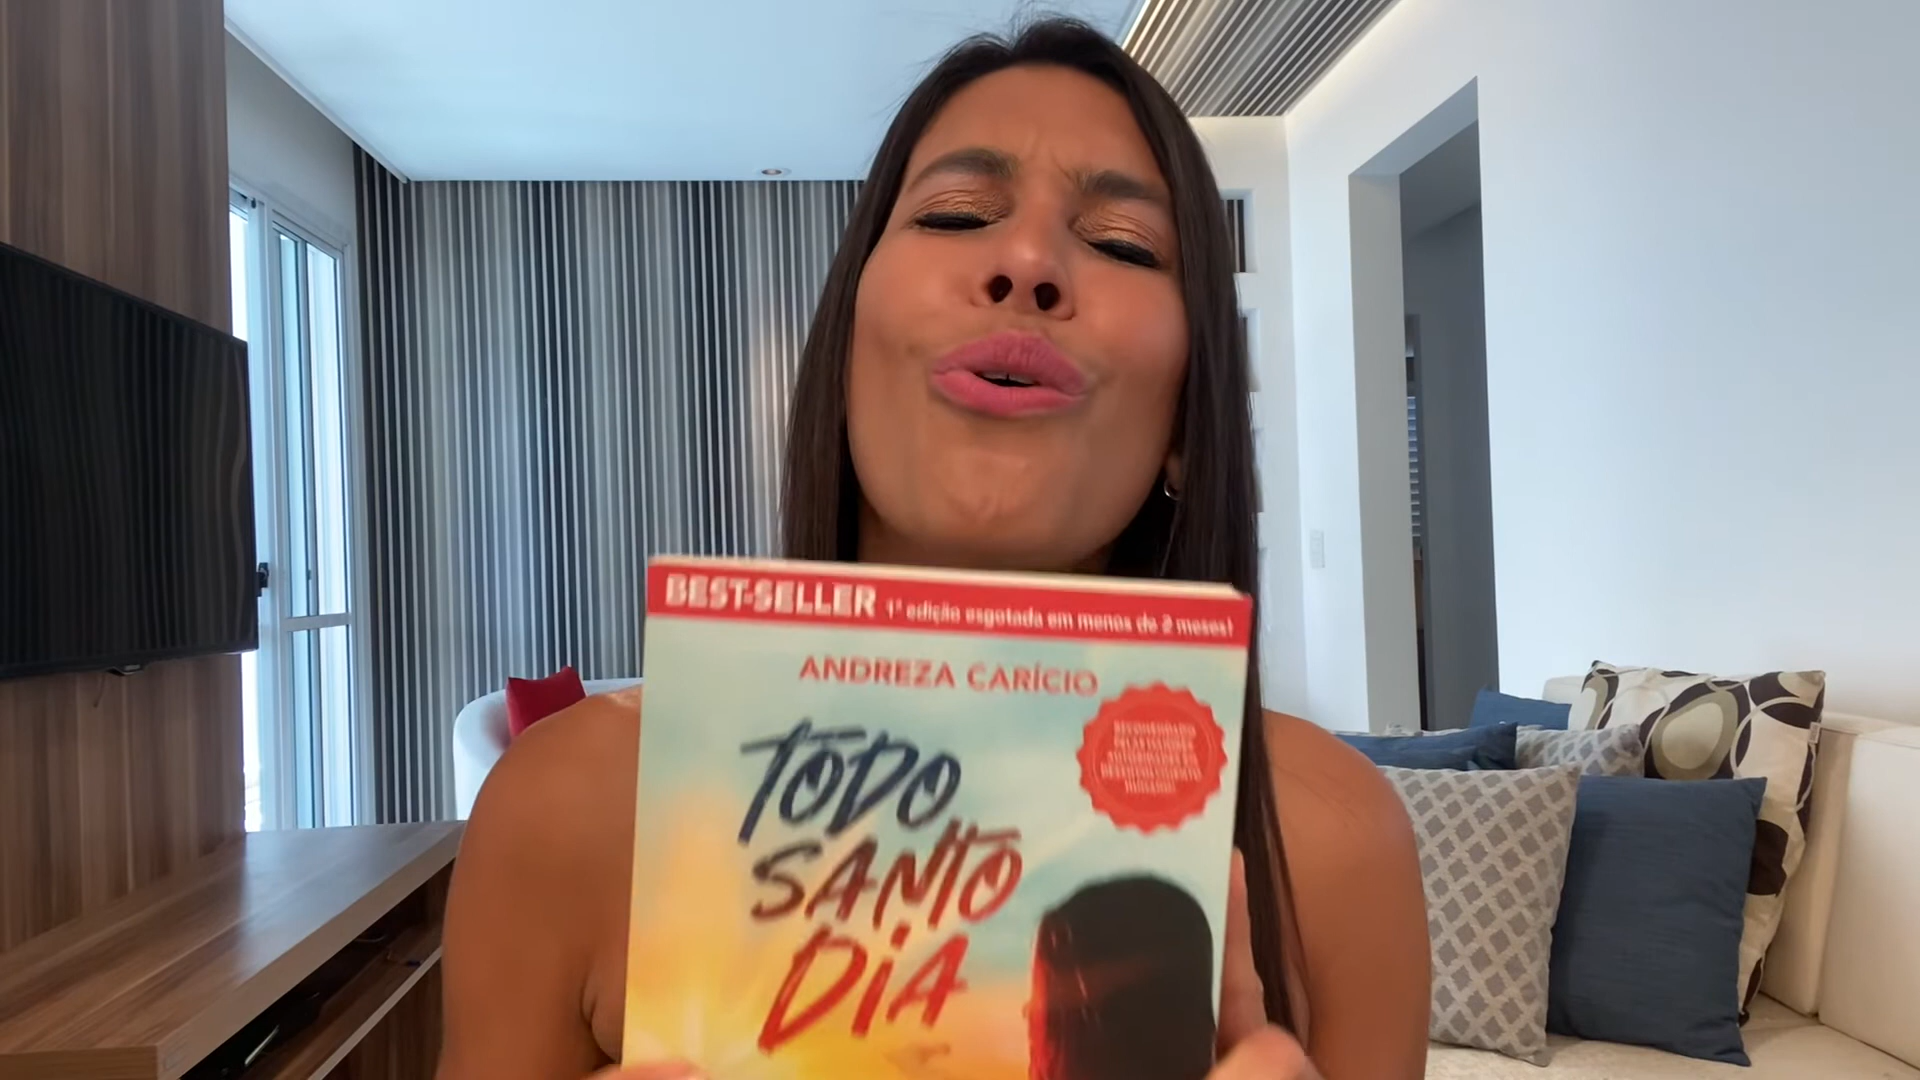 BEST-SELLER 1ª edição esgotada em menos de 2 meses!
ANDREZA CARÍCIO
TODO
SANTO
DIA